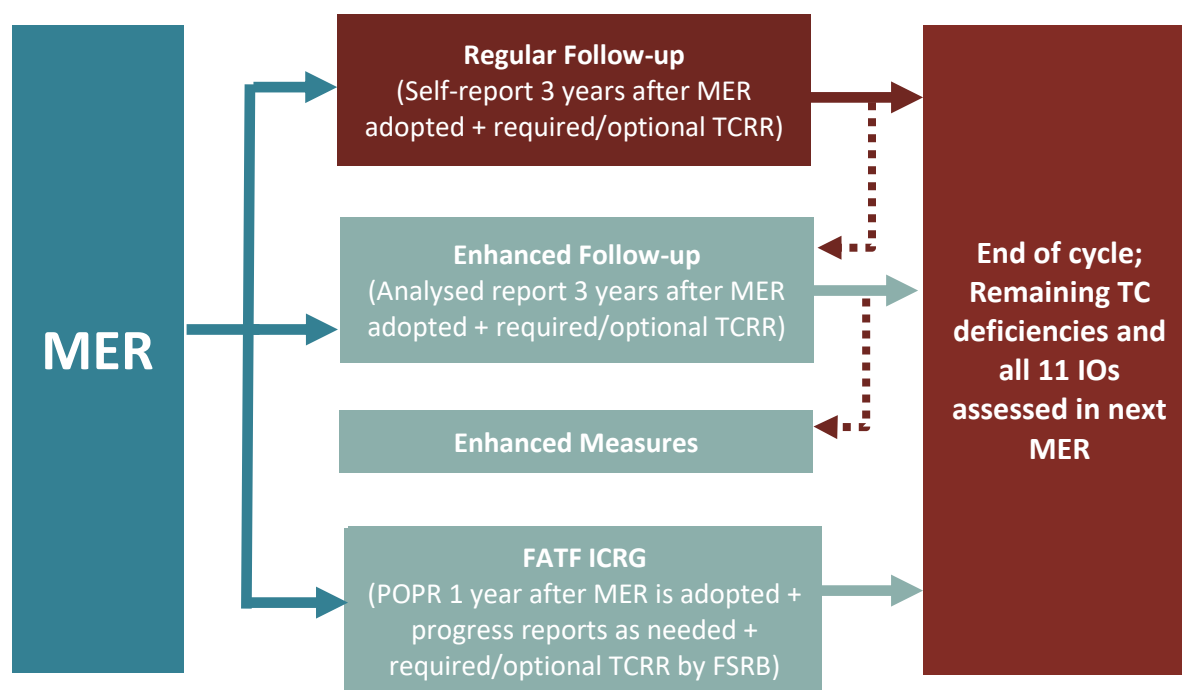 MER
Regular Follow-up
(Self-report 3 years after MER
adopted + required/optional TCRR)
Enhanced Follow-up
(Analysed report 3 years after MER
adopted + required/optional TCRR)
Enhanced Measures
FATF ICRG
(POPR 1 year after MER is adopted +
progress reports as needed +
required/optional TCRR by FSRB)
End of cycle;
Remaining TC
deficiencies and
all 11 IOs
assessed in next
MER